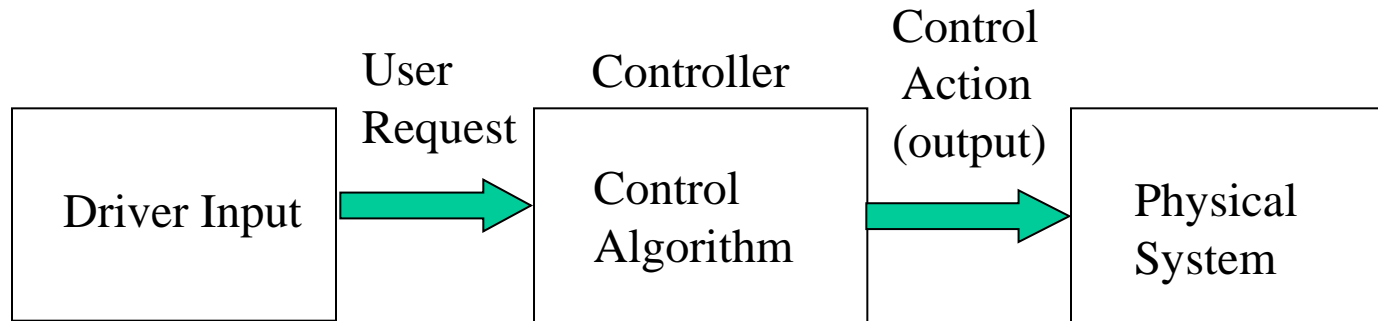 Driver Input
User
Request
Controller
Control
Algorithm
Control
Action
(output)
Physical
System